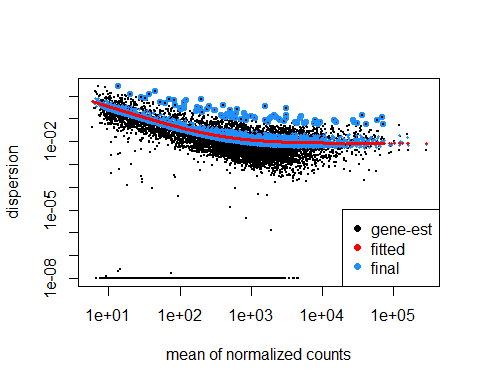 dispersion
1e-02
1e-05
1e-08
gene-est
fitted
final
1e+01 1e+02 1e+03 1e+04 1e+05
mean of normalized counts